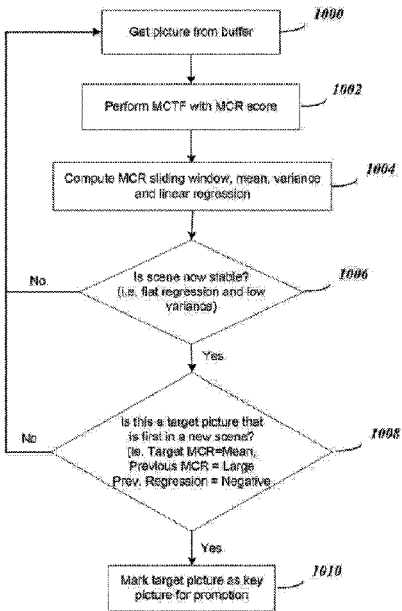 1000
Get picture from buffer
1002
Perform MCTF with MCR score
1004
Compute MCR sliding window, mean, variance
and linear regression
1006
Is scene now stable?
(i.e. flat regression and low
variance)
No
Yes
1008
Is this a target picture that
is first in a new scene?
(ie. Target MCR=Mean,
Previous MCR = Large
Prev. Regression = Negative
No
Yes
1010
Mark target picture as key
picture for promotion